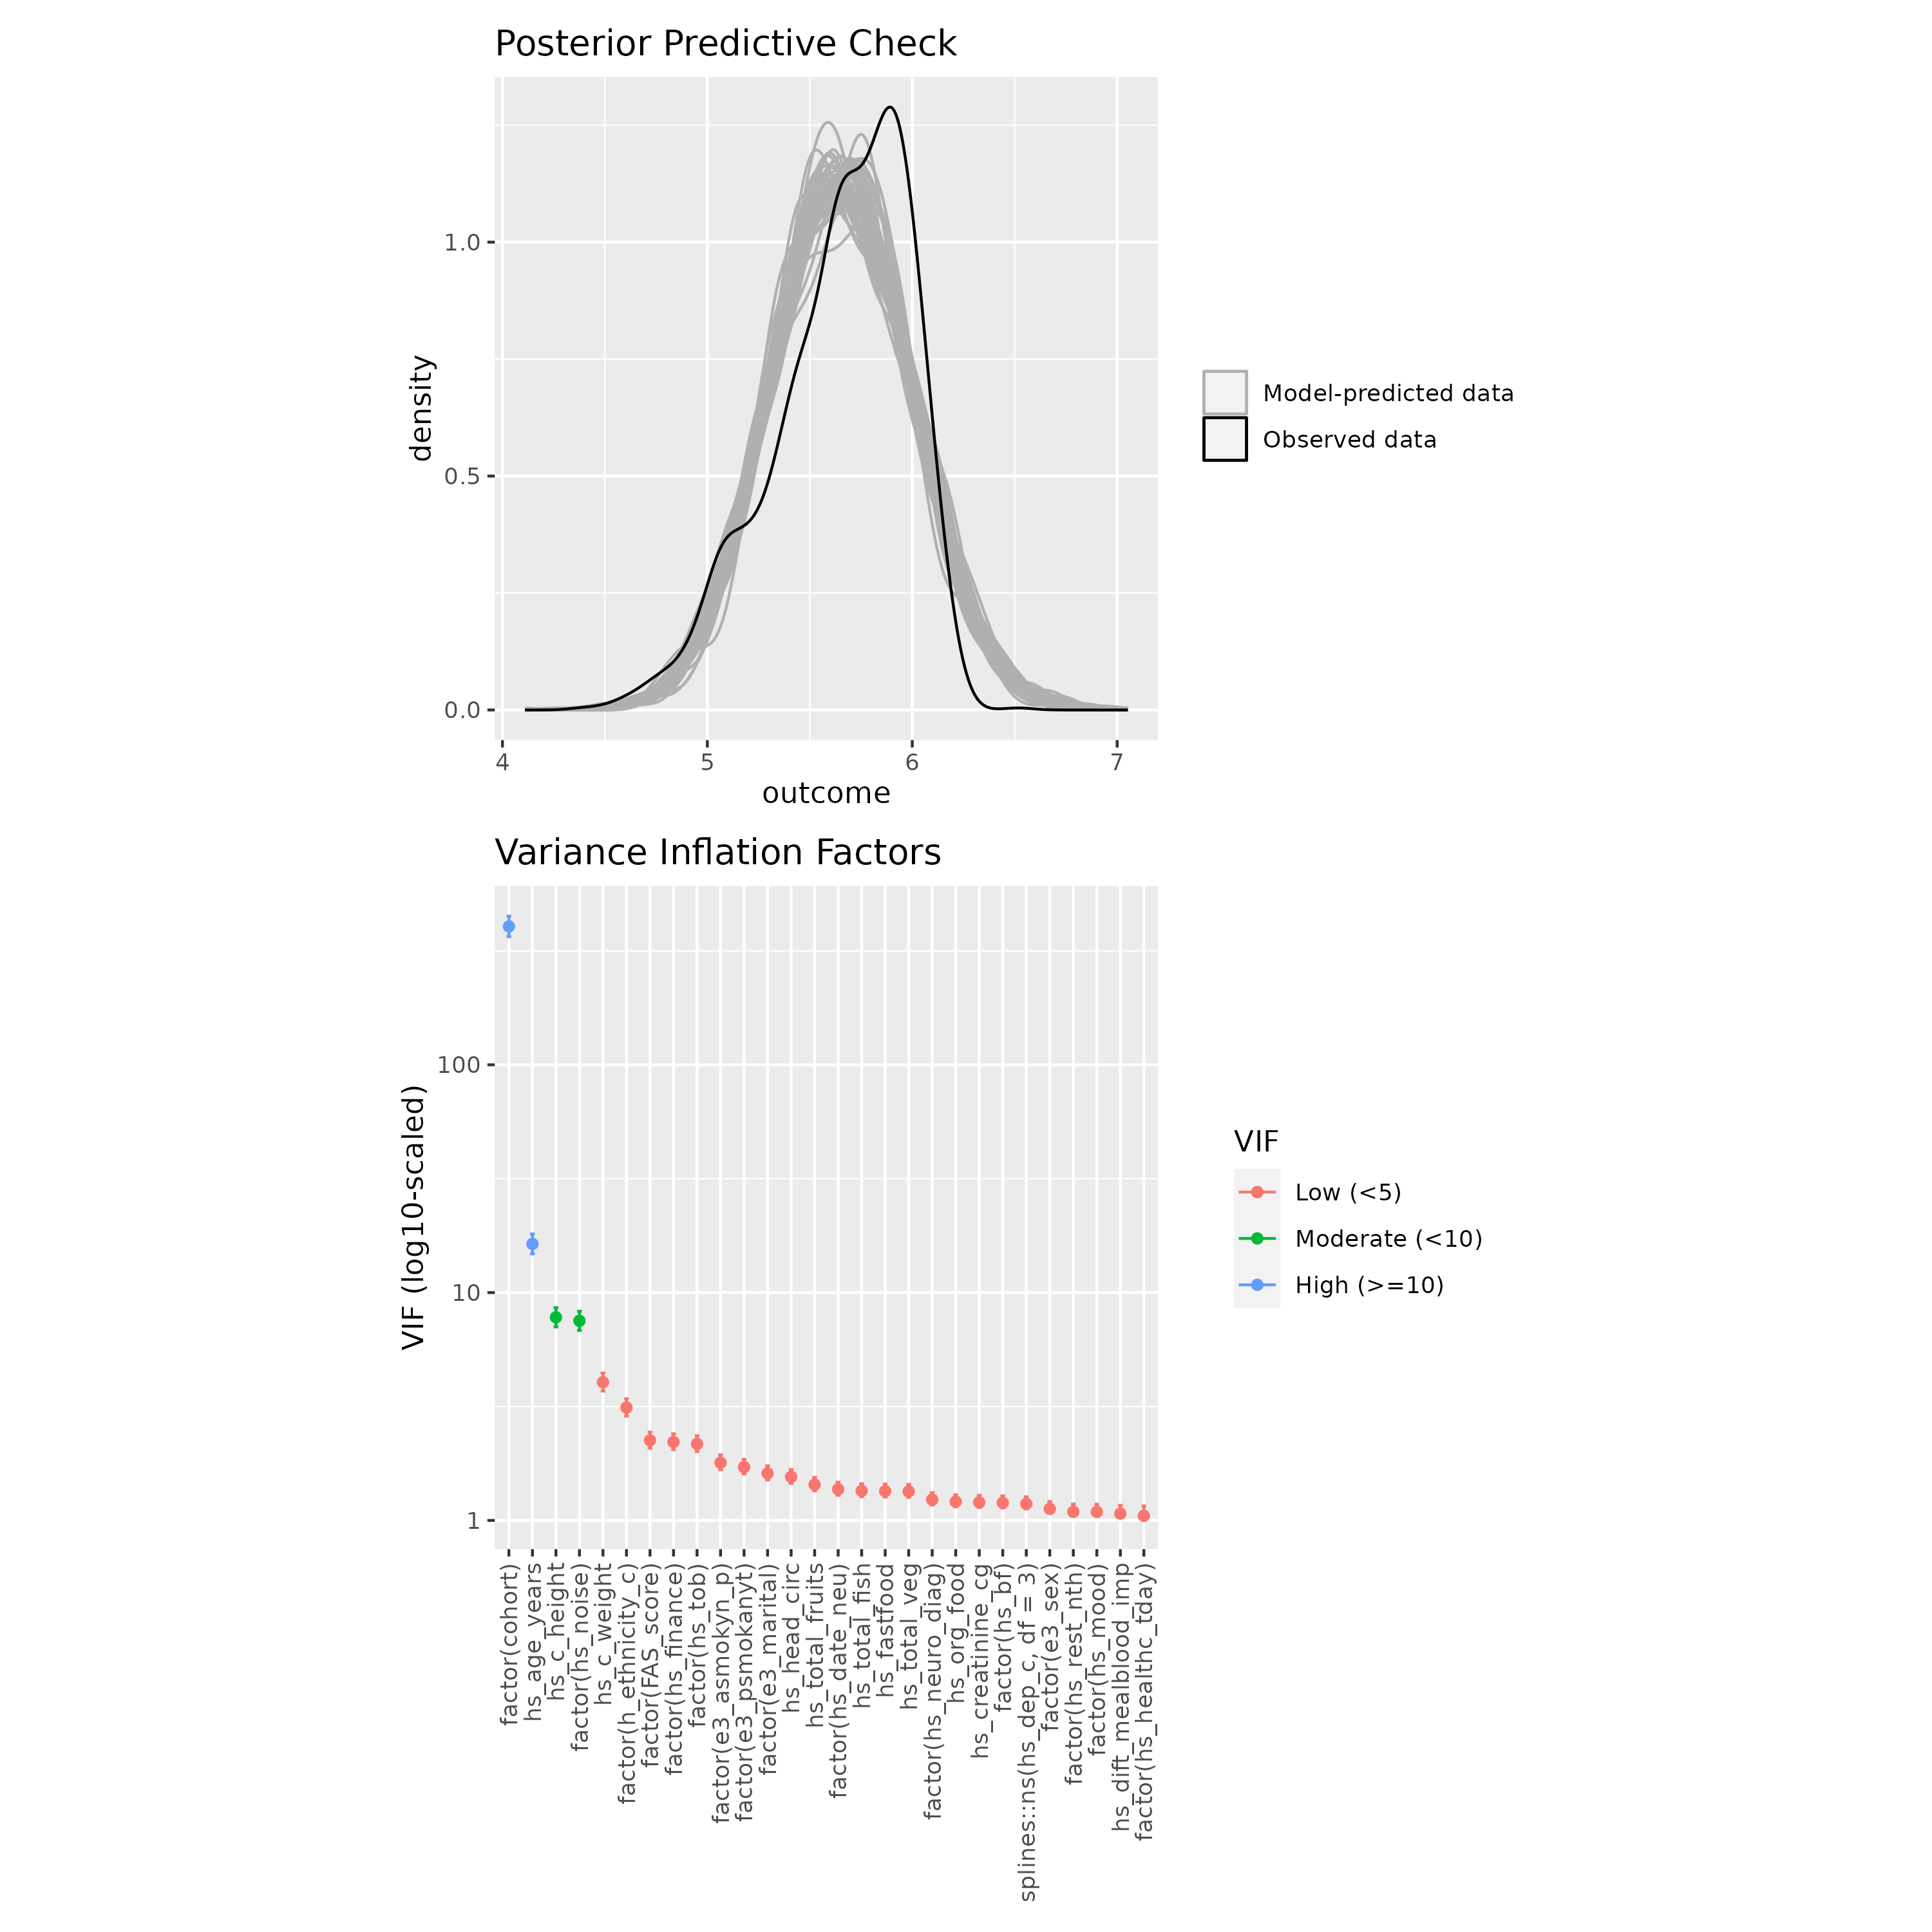 Posterior Predictive Check
density
1.0
0.5
0.0
4
5
6
7
outcome
Model-predicted data
Observed data
Variance Inflation Factors
VIF (log10-scaled)
100
10
1
factor(cohort)
hs_age_years
hs_c_height
factor(hs_noise)
hs_c_weight
factor(h_ethnicity_c)
factor(FAS_score)
factor(hs_finance)
factor(hs_tob)
factor(e3_asmokyn_p)
factor(e3_psmokanyt)
factor(e3_marital)
hs_head_circ
hs_total_fruits
factor(hs_date_neu)
hs_total_fish
hs_fastfood
hs_total_veg
factor(hs_neuro_diag)
hs_org_food
hs_creatinine_cg
factor(hs_bf)
splines::ns(hs_dep_c, df = 3)
factor(e3_sex)
factor(hs_rest_nth)
factor(hs_mood)
hs_dift_mealblood_imp
factor(hs_healthc_tday)
VIF
Low (<5)
Moderate (<10)
High (>=10)